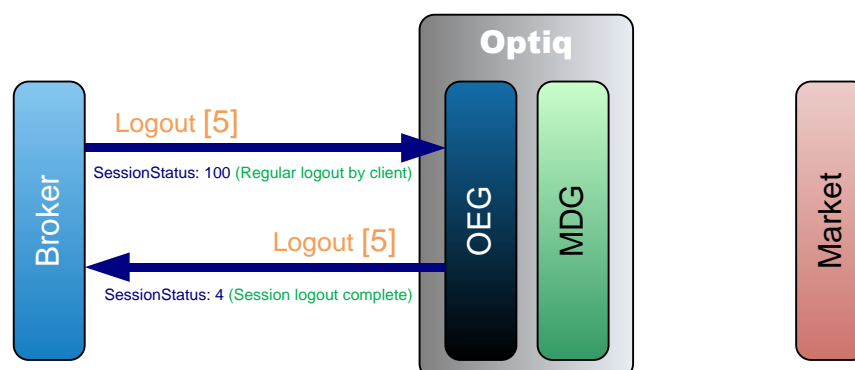 Optiq
Logout [5]
SessionStatus: 100 (Regular logout by client)
Broker
OEG
MDG
Market
Logout [5]
SessionStatus: 4 (Session logout complete)